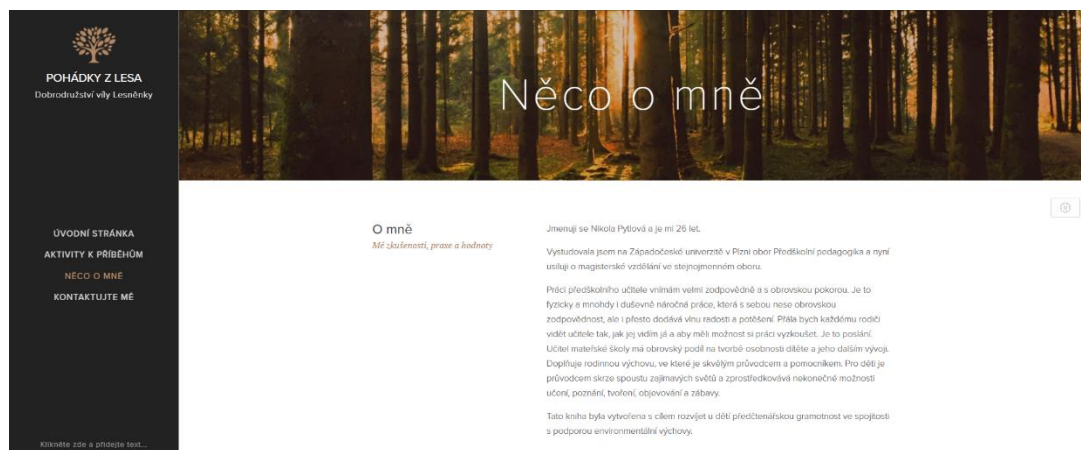 POHÁDKY Z LESA
Dobrodružství víly Lesněnky
ÚVODNÍ STRÁNKA
AKTIVITY K PŘÍBĚHŮM
NĚCO O MNĚ
KONTAKTUJTE MĚ
Klikněte zde a přidejte text...
Něco o mně
O mně
Mé zkušenosti, praxe a hodnoty
Jmenuji se Nikola Pytlová a je mi 26 let.
Vystudovala jsem na Západočeské univerzitě v Plzni obor Předškolní pedagogika a nyní
usiluji o magisterské vzdělání ve stejnojmenném oboru.
Práci předškolního učitele vnímám velmi zodpovědně a s obrovskou pokorou. Je to
fyzicky a mnohdy i duševně náročná práce, která s sebou nese obrovskou
zodpovědnost, ale i přesto dodává vlnu radosti a potěšení. Přála bych každému rodiči
vidět učitele tak, jak jej vidím já a aby měli možnost si práci vyzkoušet. Je to poslání.
Učitel mateřské školy má obrovský podíl na tvorbě osobnosti dítěte a jeho dalším vývoji.
Doplňuje rodinnou výchovu, ve které je skvělým průvodcem a pomocníkem. Pro děti je
průvodcem skrze spoustu zajímavých světů a zprostředkovává nekonečné možnosti
učení, poznání, tvoření, objevování a zábavy.
Tato kniha byla vytvořena s cílem rozvíjet u dětí předčtenářskou gramotnost ve spojitosti
s podporou environmentální výchovy.